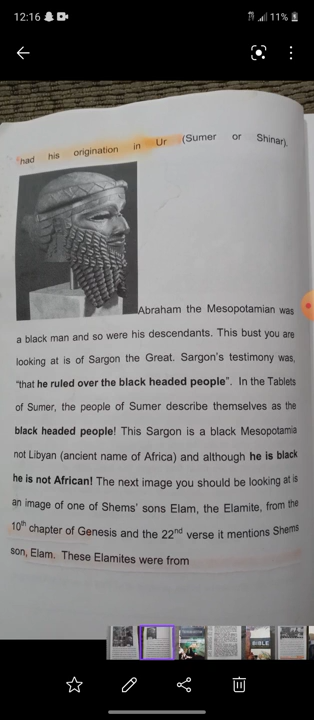 12:16
11%
had his origination in Ur (Sumer or Shinar).
Abraham the Mesopotamian was
a black man and so were his descendants. This bust you are
looking at is of Sargon the Great. Sargon's testimony was,
"that he ruled over the black headed people". In the Tablets
of Sumer, the people of Sumer describe themselves as the
black headed people! This Sargon is a black Mesopotamia
not Libyan (ancient name of Africa) and although he is black
he is not African! The next image you should be looking at is
an image of one of Shems' sons Elam, the Elamite, from the
10th chapter of Genesis and the 22nd verse it mentions Shems
son, Elam. These Elamites were from
BIBLE